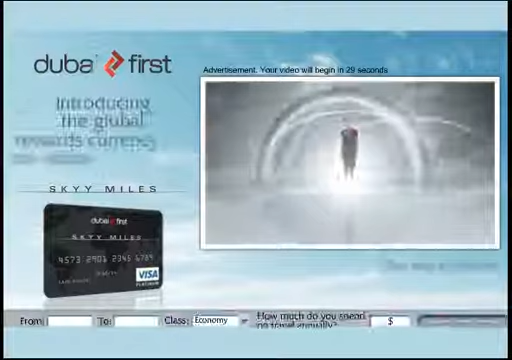 dubai first
Advertisement. Your video will begin in 29 seconds
Introducing
the global
rewards currency
SKYY MILES
dubai first
SKYY MILES
4573 2901 2345 6789
VISA
PLATINUM
From: To: Class: Economy How much do you spend
on travel annually? $